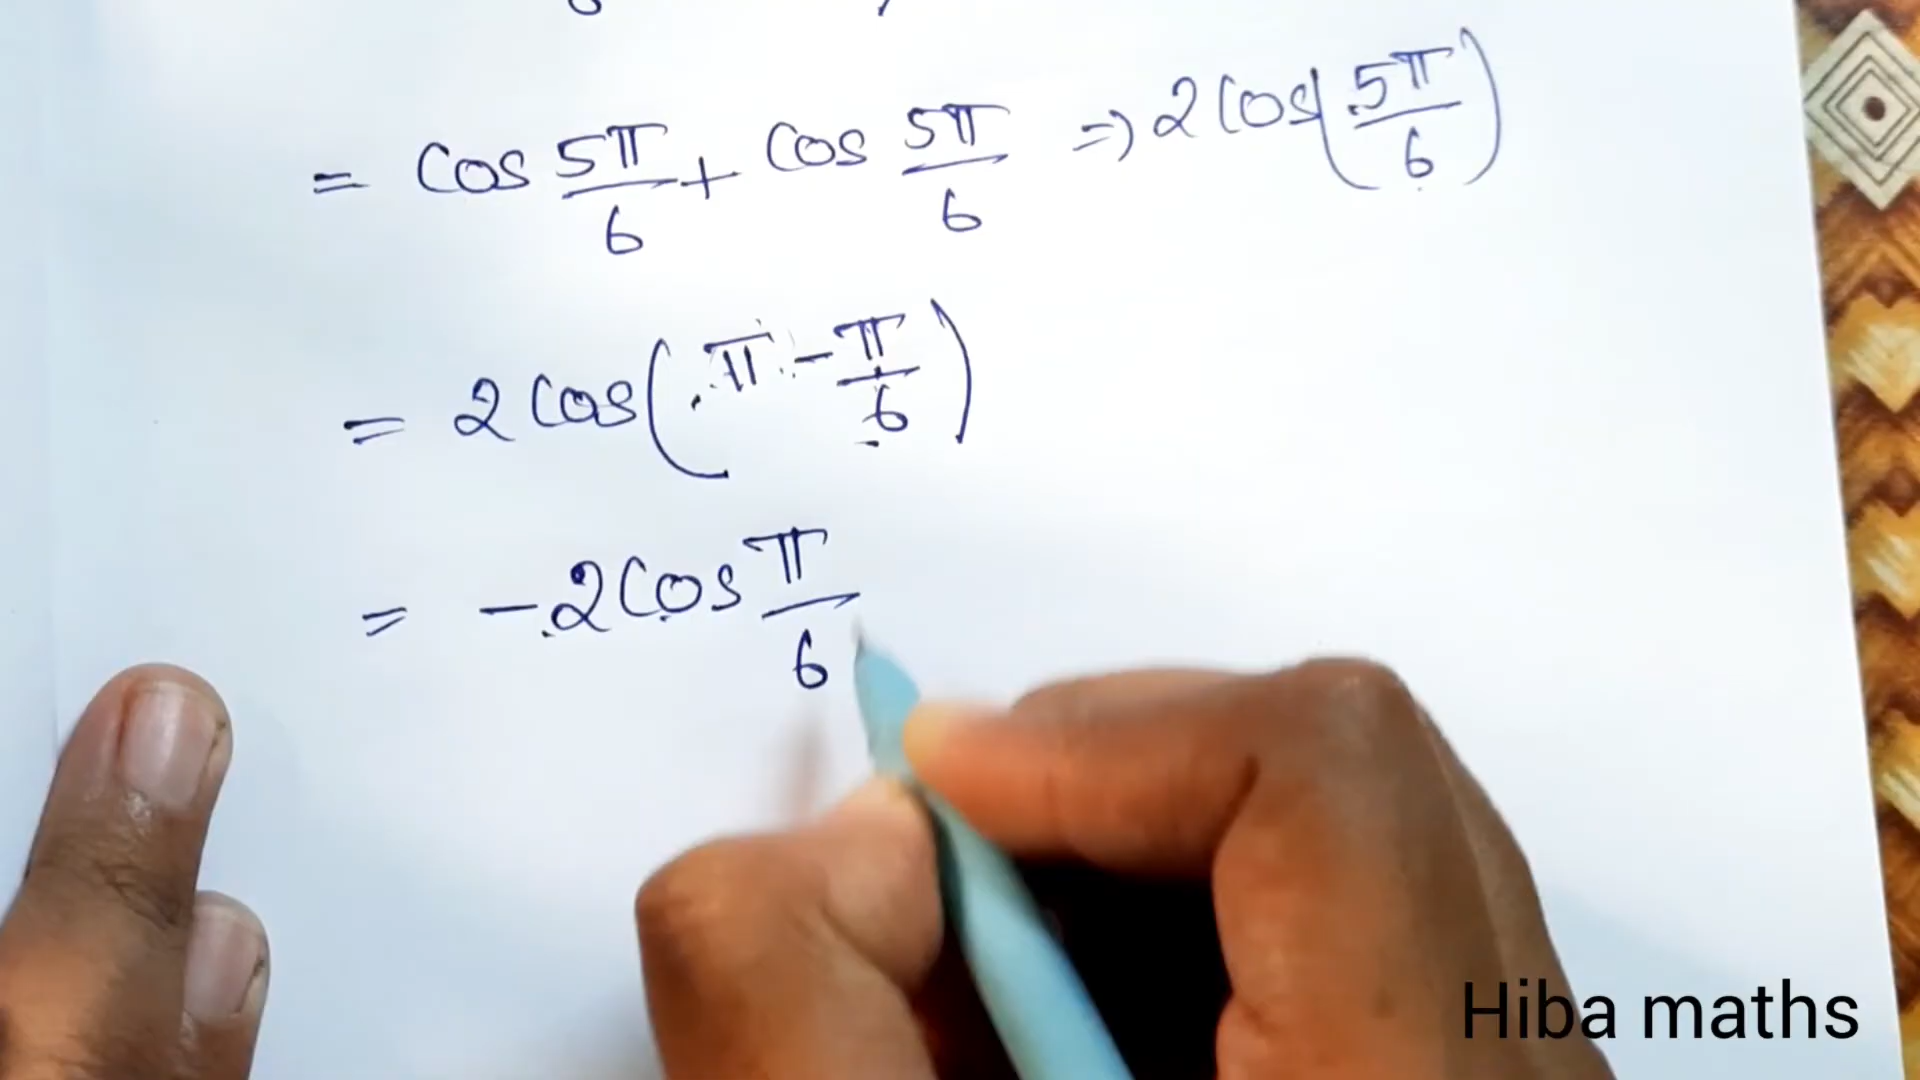 = cos 5π/6 + cos 5π/6 ⇒ 2 cos(5π/6)
= 2 cos(π - π/6)
= -2 cos π/6
Hiba maths